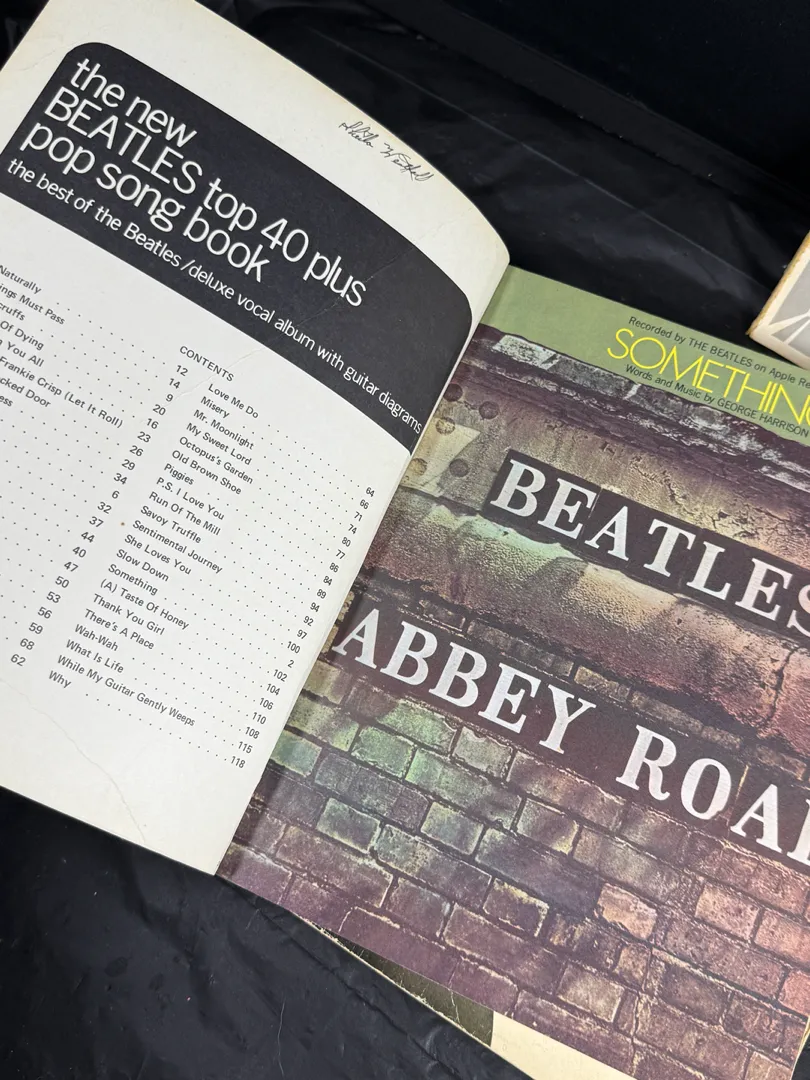 the new
BEATLES top 40 plus
pop song book
the best of the Beatles /deluxe vocal album with guitar diagrams
CONTENTS
Naturally 12
ings Must Pass 14
cruffs 9
Of Dying 20
You All 16
Frankie Crisp (Let It Roll) 23
cked Door 26
ess 29
34
6
32
37
44
40
47
50
53
56
59
68
62
Love Me Do 64
Misery 66
Mr. Moonlight 71
My Sweet Lord 74
Octopus's Garden 80
Old Brown Shoe 77
Piggies 86
P.S. I Love You 84
Run Of The Mill 89
Savoy Truffle 94
Sentimental Journey 92
She Loves You 97
Slow Down 100
Something 2
(A) Taste Of Honey 102
Thank You Girl 104
There's A Place 106
Wah-Wah 110
What Is Life 108
While My Guitar Gently Weeps 115
Why 118
Recorded by THE BEATLES on Apple Re
SOMETHING
Words and Music by GEORGE HARRISON
BEATLES
ABBEY ROAD